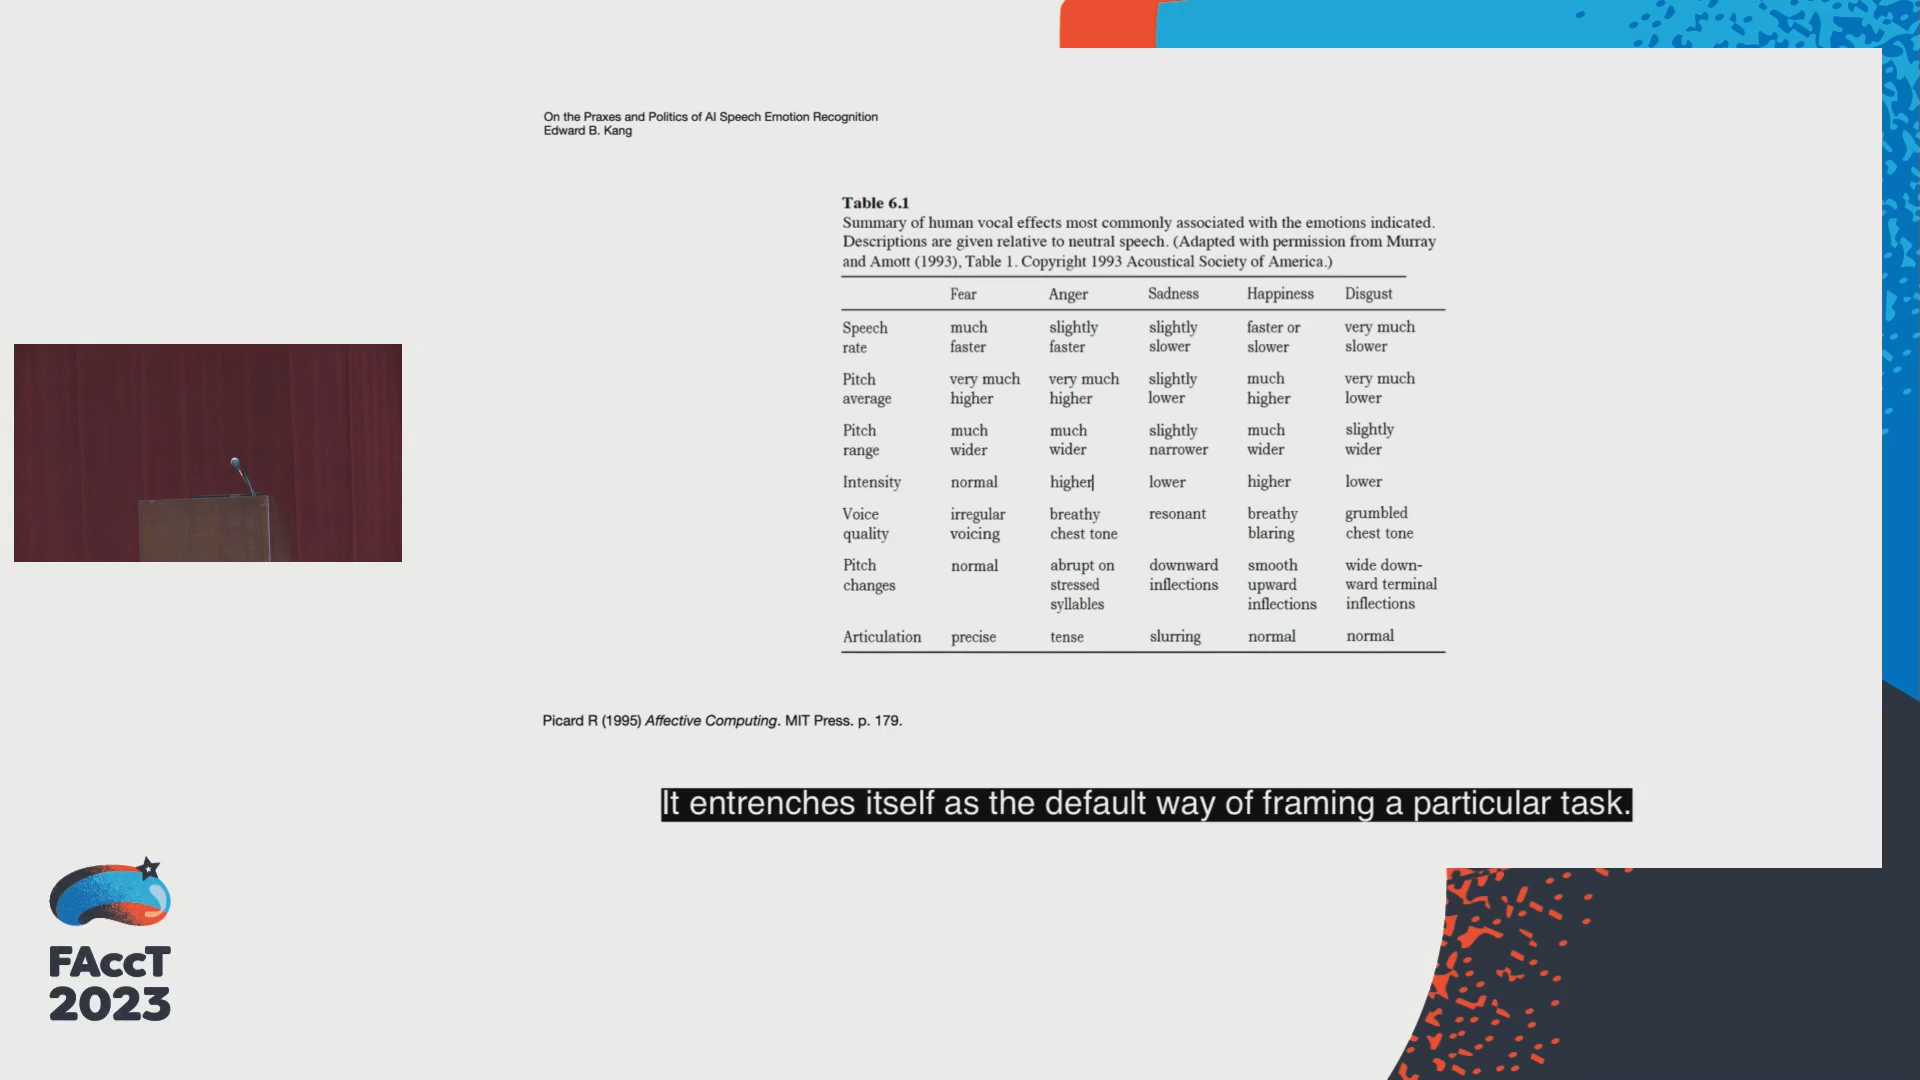 On the Praxes and Politics of AI Speech Emotion Recognition
Edward B. Kang
Table 6.1
Summary of human vocal effects most commonly associated with the emotions indicated.
Descriptions are given relative to neutral speech. (Adapted with permission from Murray
and Amott (1993), Table 1. Copyright 1993 Acoustical Society of America.)
Fear Anger Sadness Happiness Disgust
Speech much slightly slightly faster or very much
rate faster faster slower slower slower
Pitch very much very much slightly much very much
average higher higher lower higher lower
Pitch much much slightly much slightly
range wider wider narrower wider wider
Intensity normal higher lower higher lower
Voice irregular breathy resonant breathy grumbled
quality voicing chest tone blaring chest tone
Pitch normal abrupt on downward smooth wide down-
changes stressed inflections upward ward terminal
syllables inflections inflections
Articulation precise tense slurring normal normal
Picard R (1995) Affective Computing. MIT Press. p. 179.
It entrenches itself as the default way of framing a particular task.
FAccT
2023